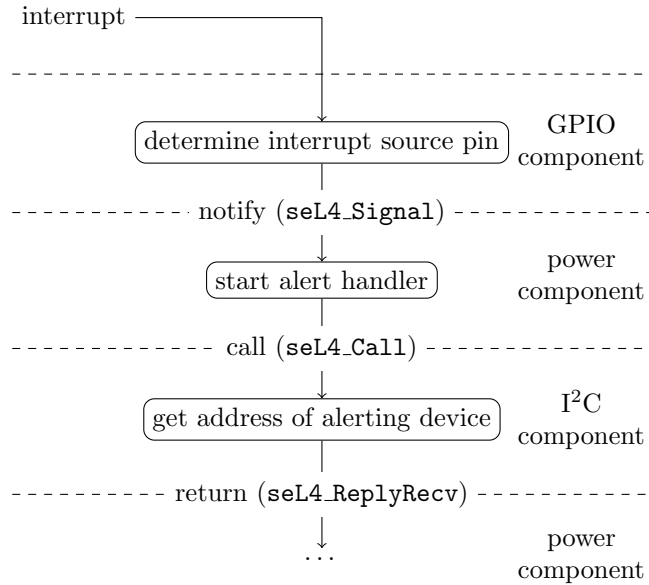 interrupt
determine interrupt source pin
GPIO
component
notify (seL4_Signal)
start alert handler
power
component
call (seL4_Call)
get address of alerting device
I²C
component
return (seL4_ReplyRecv)
...
power
component